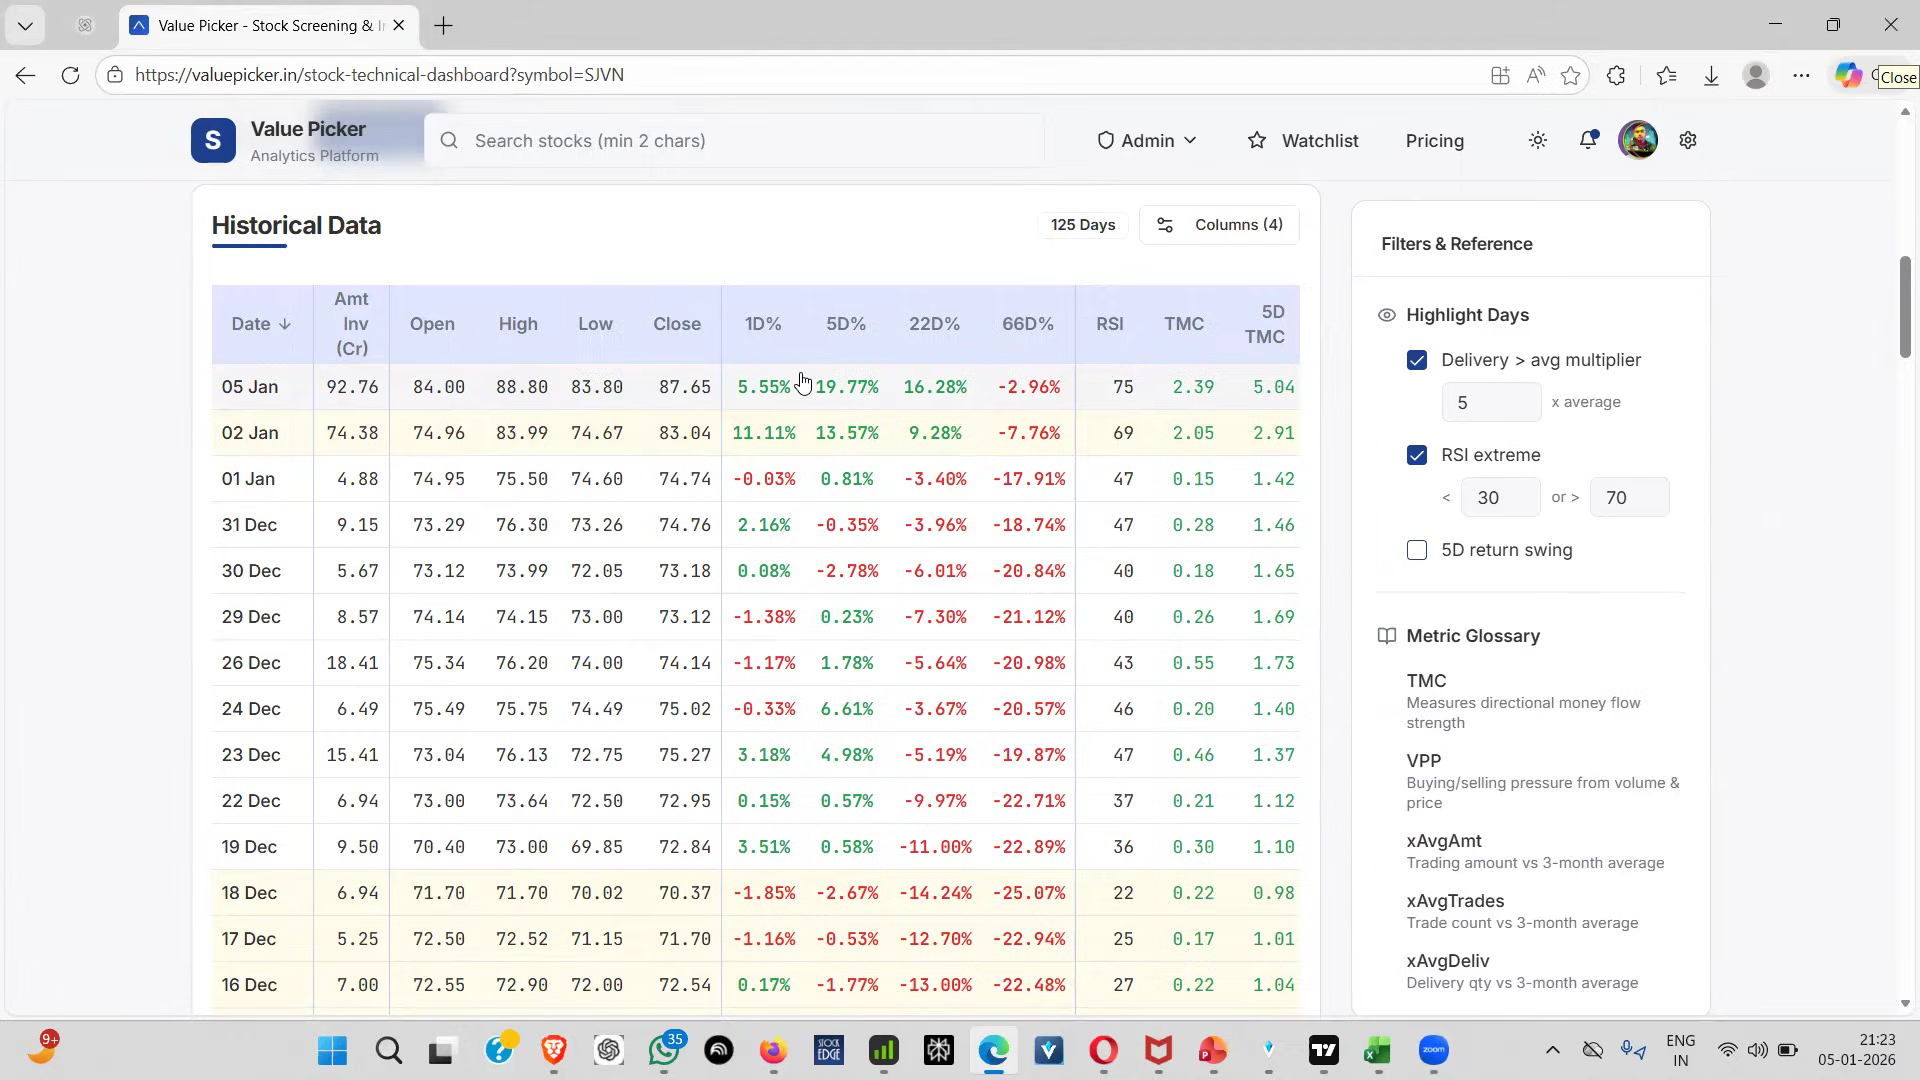 Value Picker - Stock Screening & I
https://valuepicker.in/stock-technical-dashboard?symbol=SJVN
Close
S
Value Picker
Analytics Platform
Search stocks (min 2 chars)
Admin
Watchlist
Pricing
Historical Data
125 Days
Columns (4)
Date Amt Inv (Cr) Open High Low Close 1D% 5D% 22D% 66D% RSI TMC 5D TMC
05 Jan 92.76 84.00 88.80 83.80 87.65 5.55% 19.77% 16.28% -2.96% 75 2.39 5.04
02 Jan 74.38 74.96 83.99 74.67 83.04 11.11% 13.57% 9.28% -7.76% 69 2.05 2.91
01 Jan 4.88 74.95 75.50 74.60 74.74 -0.03% 0.81% -3.40% -17.91% 47 0.15 1.42
31 Dec 9.15 73.29 76.30 73.26 74.76 2.16% -0.35% -3.96% -18.74% 47 0.28 1.46
30 Dec 5.67 73.12 73.99 72.05 73.18 0.08% -2.78% -6.01% -20.84% 40 0.18 1.65
29 Dec 8.57 74.14 74.15 73.00 73.12 -1.38% 0.23% -7.30% -21.12% 40 0.26 1.69
26 Dec 18.41 75.34 76.20 74.00 74.14 -1.17% 1.78% -5.64% -20.98% 43 0.55 1.73
24 Dec 6.49 75.49 75.75 74.49 75.02 -0.33% 6.61% -3.67% -20.57% 46 0.20 1.40
23 Dec 15.41 73.04 76.13 72.75 75.27 3.18% 4.98% -5.19% -19.87% 47 0.46 1.37
22 Dec 6.94 73.00 73.64 72.50 72.95 0.15% 0.57% -9.97% -22.71% 37 0.21 1.12
19 Dec 9.50 70.40 73.00 69.85 72.84 3.51% 0.58% -11.00% -22.89% 36 0.30 1.10
18 Dec 6.94 71.70 71.70 70.02 70.37 -1.85% -2.67% -14.24% -25.07% 22 0.22 0.98
17 Dec 5.25 72.50 72.52 71.15 71.70 -1.16% -0.53% -12.70% -22.94% 25 0.17 1.01
16 Dec 7.00 72.55 72.90 72.00 72.54 0.17% -1.77% -13.00% -22.48% 27 0.22 1.04
Filters & Reference
Highlight Days
Delivery > avg multiplier
5 x average
RSI extreme
< 30 or > 70
5D return swing
Metric Glossary
TMC
Measures directional money flow
strength
VPP
Buying/selling pressure from volume &
price
xAvgAmt
Trading amount vs 3-month average
xAvgTrades
Trade count vs 3-month average
xAvgDeliv
Delivery qty vs 3-month average
9+
35
STOCK
EDGE
zoom
ENG
IN
21:23
05-01-2026